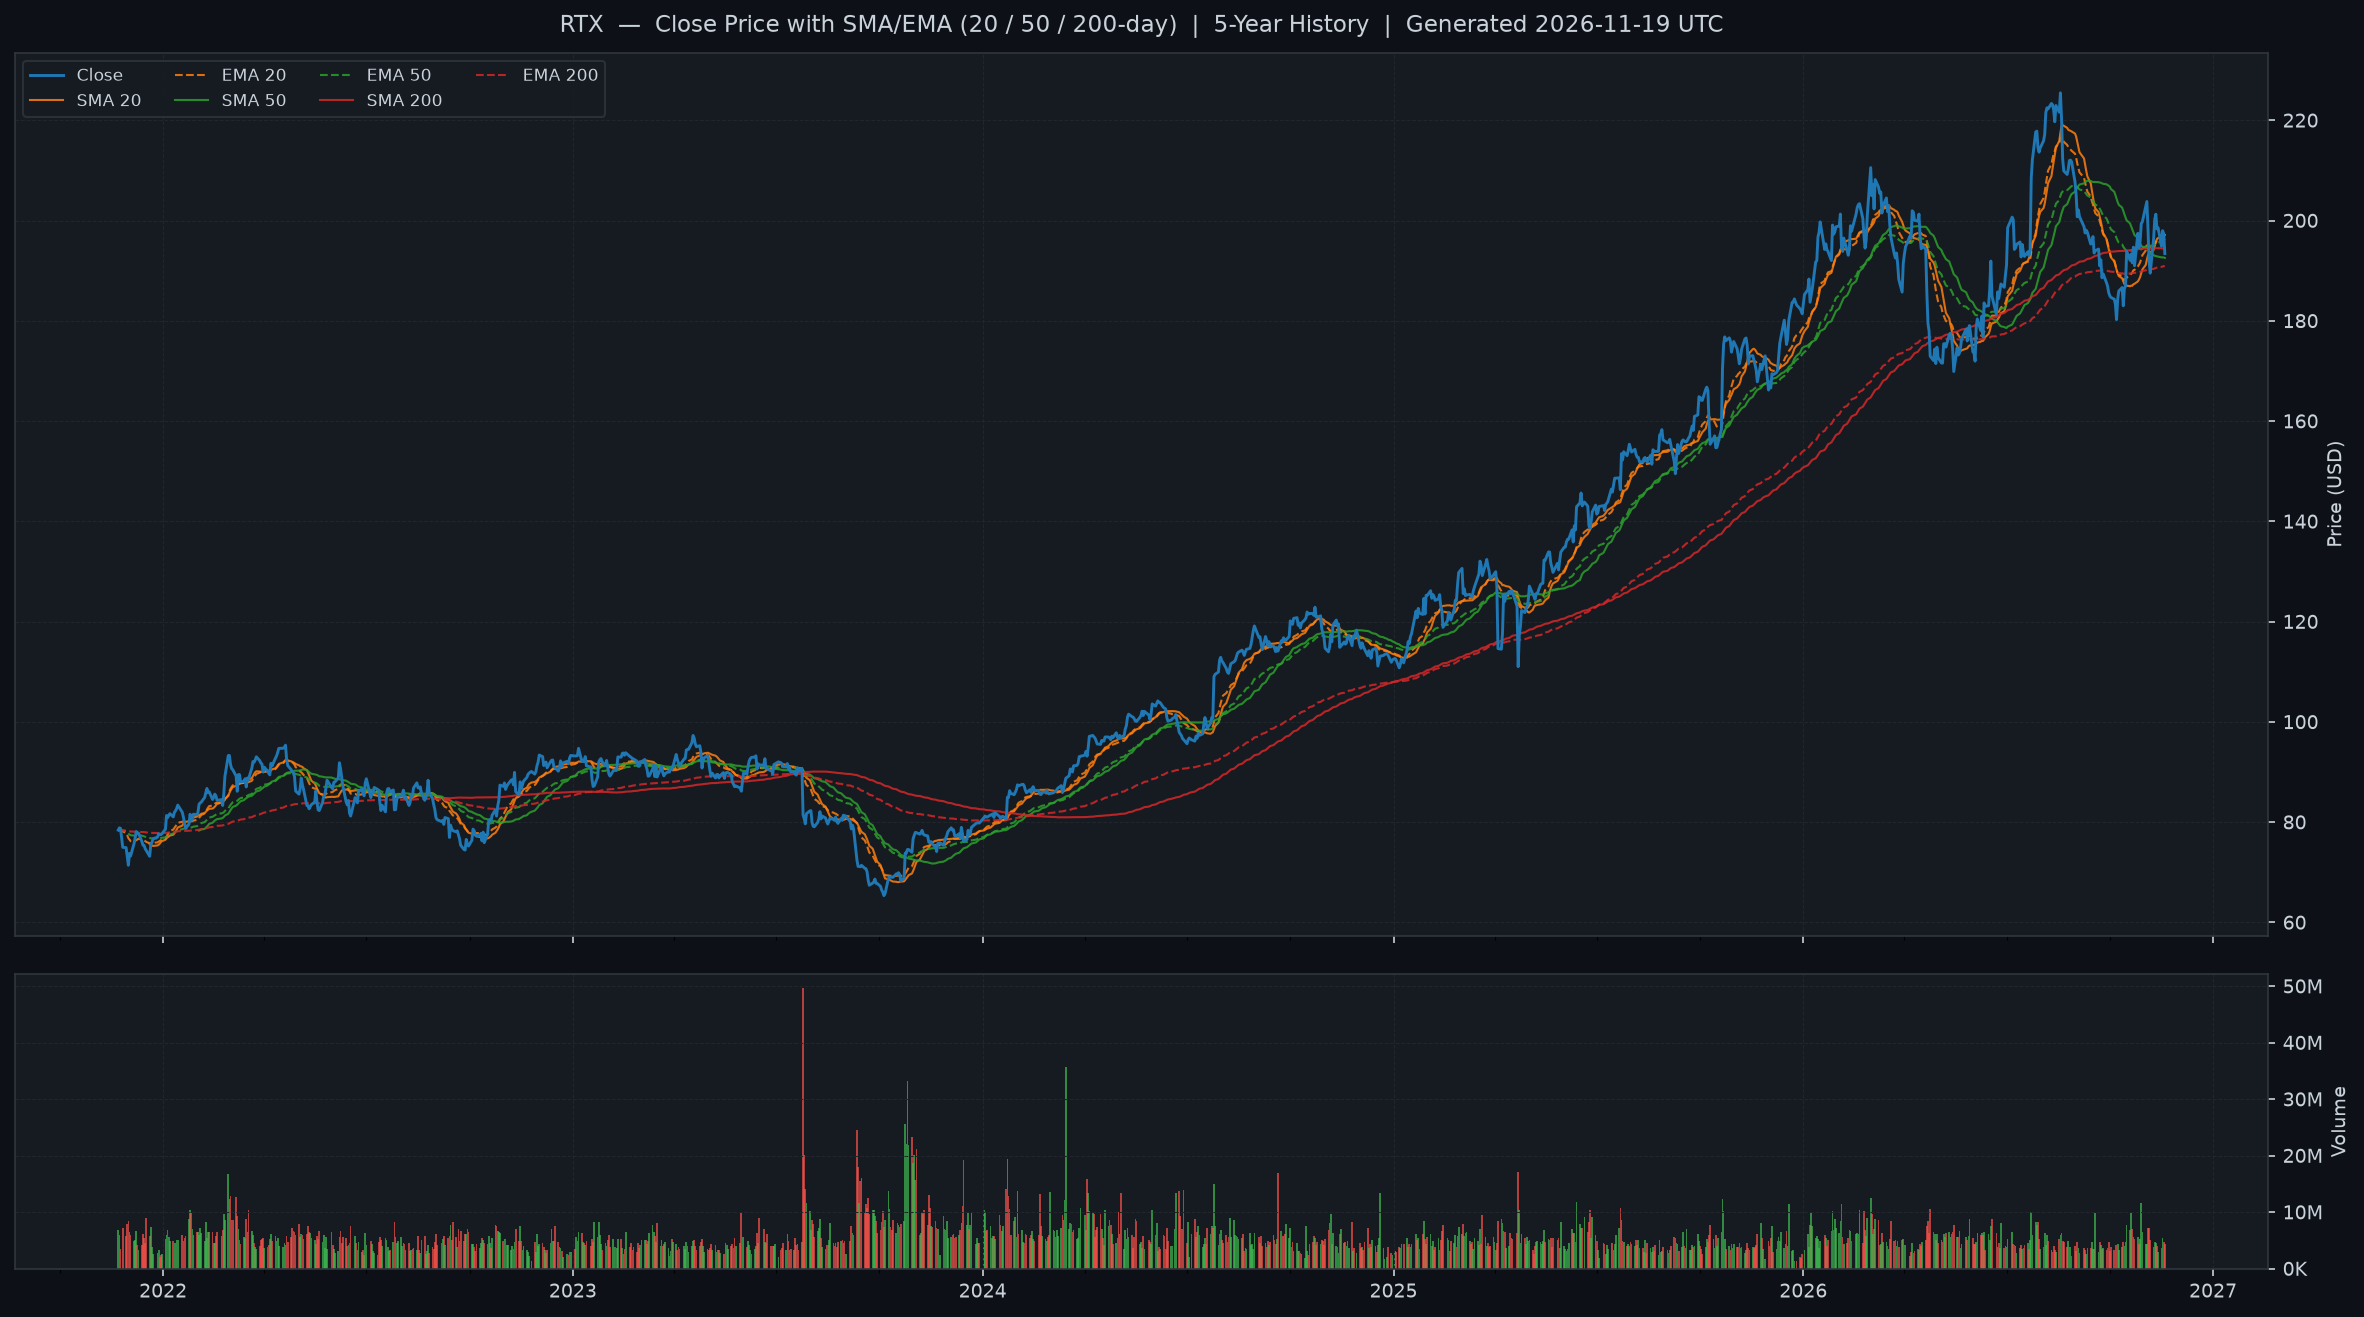 RTX — Close Price with SMA/EMA (20 / 50 / 200-day) | 5-Year History | Generated 2026-11-19 UTC
Close EMA 20 EMA 50 EMA 200
SMA 20 SMA 50 SMA 200
220
200
180
160
140
120
100
80
60
Price (USD)
50M
40M
30M
20M
10M
0K
Volume
2022 2023 2024 2025 2026 2027